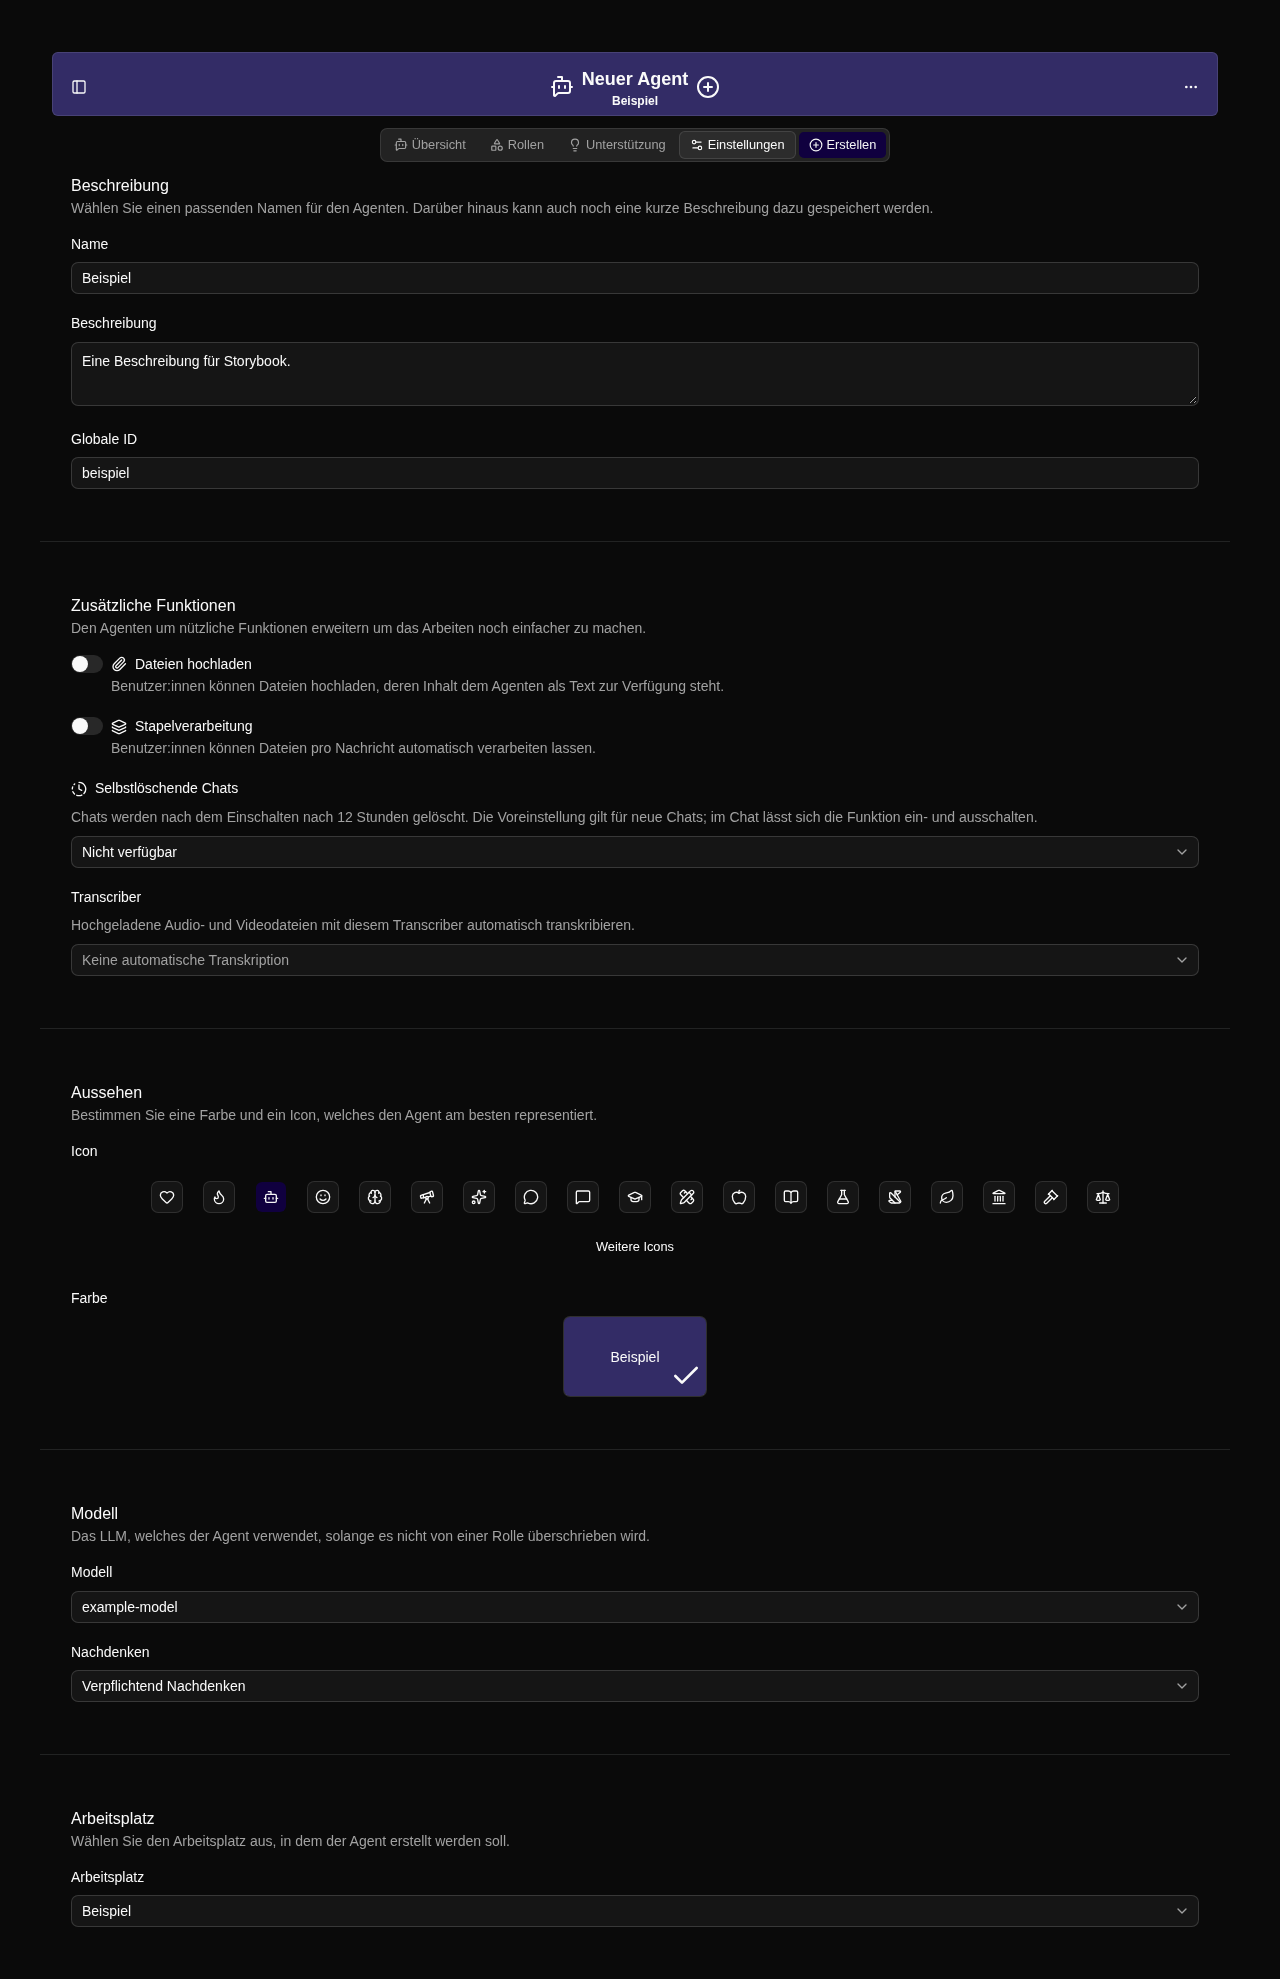 Neuer Agent
Beispiel
Übersicht Rollen Unterstützung Einstellungen Erstellen
Beschreibung
Wählen Sie einen passenden Namen für den Agenten. Darüber hinaus kann auch noch eine kurze Beschreibung dazu gespeichert werden.
Name
Beispiel
Beschreibung
Eine Beschreibung für Storybook.
Globale ID
beispiel
Zusätzliche Funktionen
Den Agenten um nützliche Funktionen erweitern um das Arbeiten noch einfacher zu machen.
Dateien hochladen
Benutzer:innen können Dateien hochladen, deren Inhalt dem Agenten als Text zur Verfügung steht.
Stapelverarbeitung
Benutzer:innen können Dateien pro Nachricht automatisch verarbeiten lassen.
Selbstlöschende Chats
Chats werden nach dem Einschalten nach 12 Stunden gelöscht. Die Voreinstellung gilt für neue Chats; im Chat lässt sich die Funktion ein- und ausschalten.
Nicht verfügbar
Transcriber
Hochgeladene Audio- und Videodateien mit diesem Transcriber automatisch transkribieren.
Keine automatische Transkription
Aussehen
Bestimmen Sie eine Farbe und ein Icon, welches den Agent am besten representiert.
Icon
Weitere Icons
Farbe
Beispiel
Modell
Das LLM, welches der Agent verwendet, solange es nicht von einer Rolle überschrieben wird.
Modell
example-model
Nachdenken
Verpflichtend Nachdenken
Arbeitsplatz
Wählen Sie den Arbeitsplatz aus, in dem der Agent erstellt werden soll.
Arbeitsplatz
Beispiel